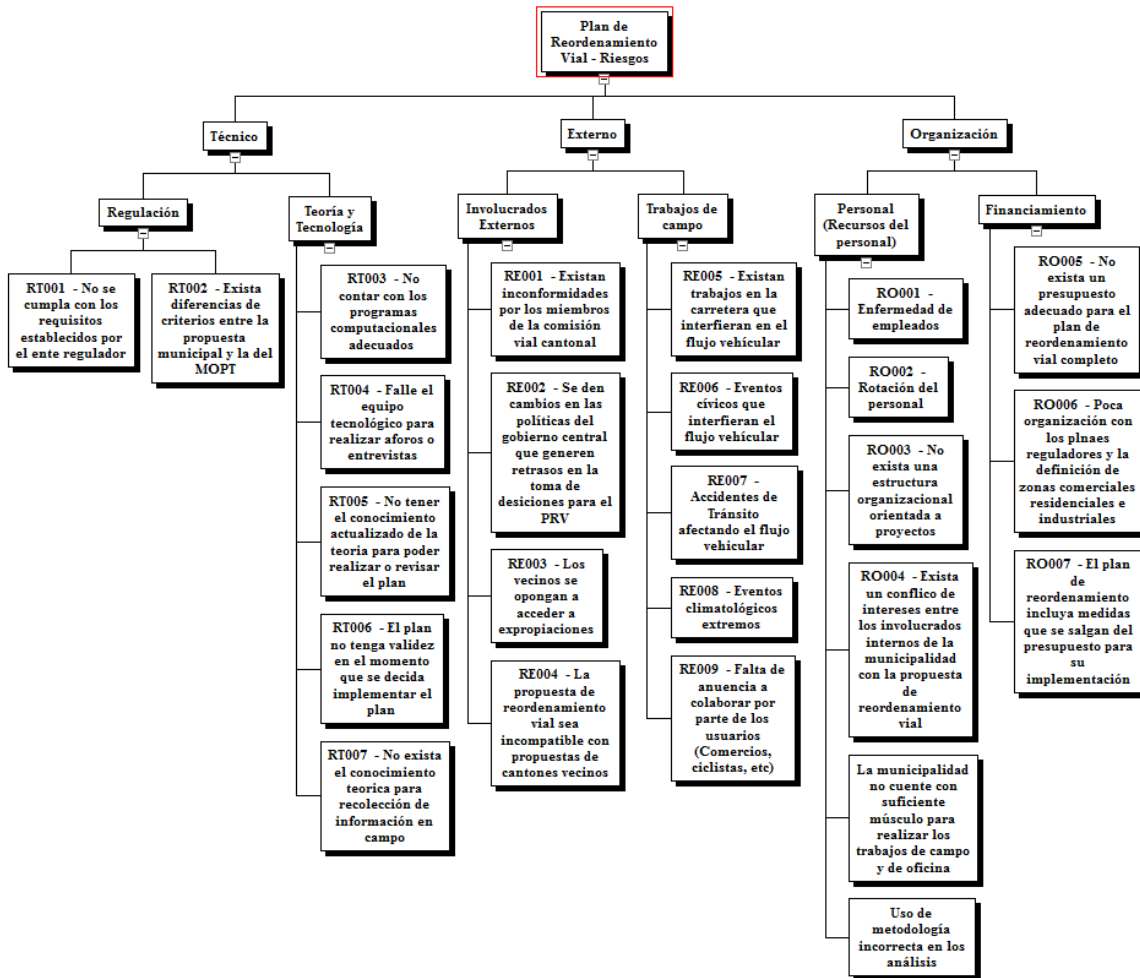 Plan de
Reordenamiento
Vial - Riesgos
Técnico
Externo
Organización
Regulación
Teoría y
Tecnología
Involucrados
Externos
Trabajos de
campo
Personal
(Recursos del
personal)
Financiamiento
RT001 - No se
cumpla con los
requisitos
establecidos por
el ente regulador
RT002 - Exista
diferencias de
criterios entre la
propuesta
municipal y la del
MOPT
RT003 - No
contar con los
programas
computacionales
adecuados
RT004 - Falle el
equipo
tecnológico para
realizar aforos o
entrevistas
RT005 - No tener
el conocimiento
actualizado de la
teoria para poder
realizar o revisar
el plan
RT006 - El plan
no tenga validez
en el momento
que se decida
implementar el
plan
RT007 - No exista
el conocimiento
teorica para
recolección de
información en
campo
RE001 - Existan
inconformidades
por los miembros
de la comisión
vial cantonal
RE002 - Se den
cambios en las
políticas del
gobierno central
que generen
retrasos en la
toma de
desiciones para el
PRV
RE003 - Los
vecinos se
opongan a
acceder a
expropiaciones
RE004 - La
propuesta de
reordenamiento
vial sea
incompatible con
propuestas de
cantones vecinos
RE005 - Existan
trabajos en la
carretera que
interfieran en el
flujo vehícular
RE006 - Eventos
cívicos que
interfieran el
flujo vehícular
RE007 -
Accidentes de
Tránsito
afectando el flujo
vehicular
RE008 - Eventos
climatológicos
extremos
RE009 - Falta de
anuencia a
colaborar por
parte de los
usuarios
(Comercios,
ciclistas, etc)
RO001 -
Enfermedad de
empleados
RO002 -
Rotación del
personal
RO003 - No
exista una
estructura
organizacional
orientada a
proyectos
RO004 - Exista
un conflico de
intereses entre
los involucrados
internos de la
municipalidad
con la propuesta
de
reordenamiento
vial
La municipalidad
no cuente con
suficiente
músculo para
realizar los
trabajos de campo
y de oficina
Uso de
metodología
incorrecta en los
análisis
RO005 - No
exista un
presupuesto
adecuado para el
plan de
reordenamiento
vial completo
RO006 - Poca
organización con
los plnaes
reguladores y la
definición de
zonas comerciales
residenciales e
industriales
RO007 - El plan
de
reordenamiento
incluya medidas
que se salgan del
presupuesto para
su
implementación